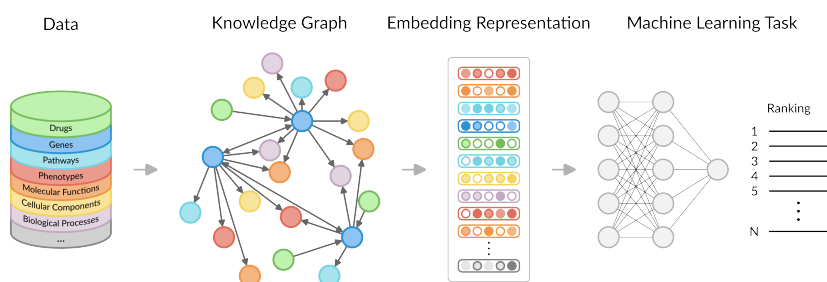 Data
Knowledge Graph
Embedding Representation
Machine Learning Task
Drugs
Genes
Pathways
Phenotypes
Molecular Functions
Cellular Components
Biological Processes
...
Ranking
1
2
3
4
5
N